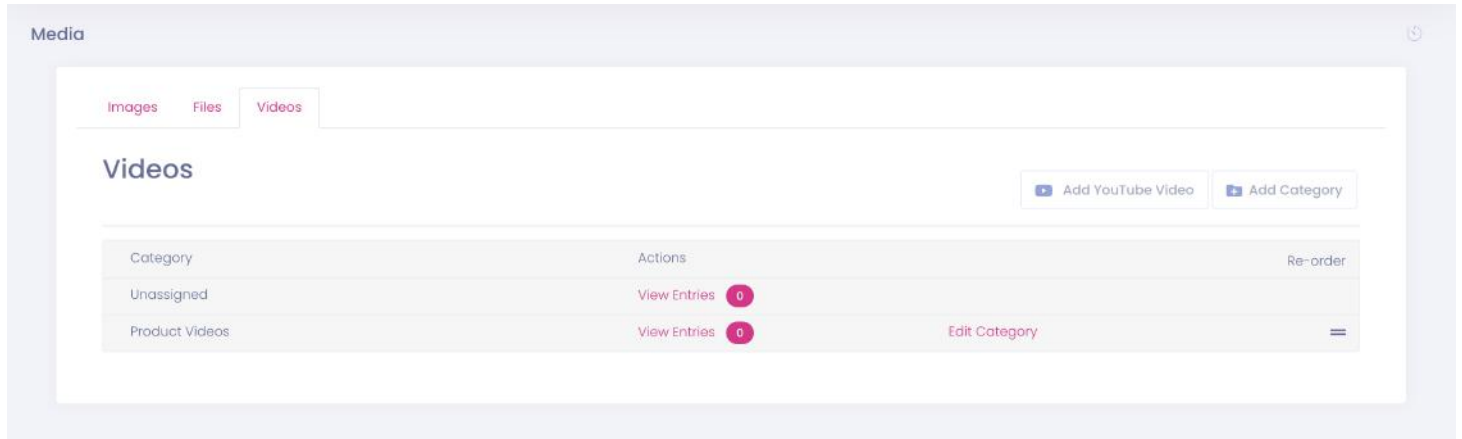 Media
Images Files Videos
Videos
Add YouTube Video Add Category
Category Actions Re-order
Unassigned View Entries 0
Product Videos View Entries 0 Edit Category